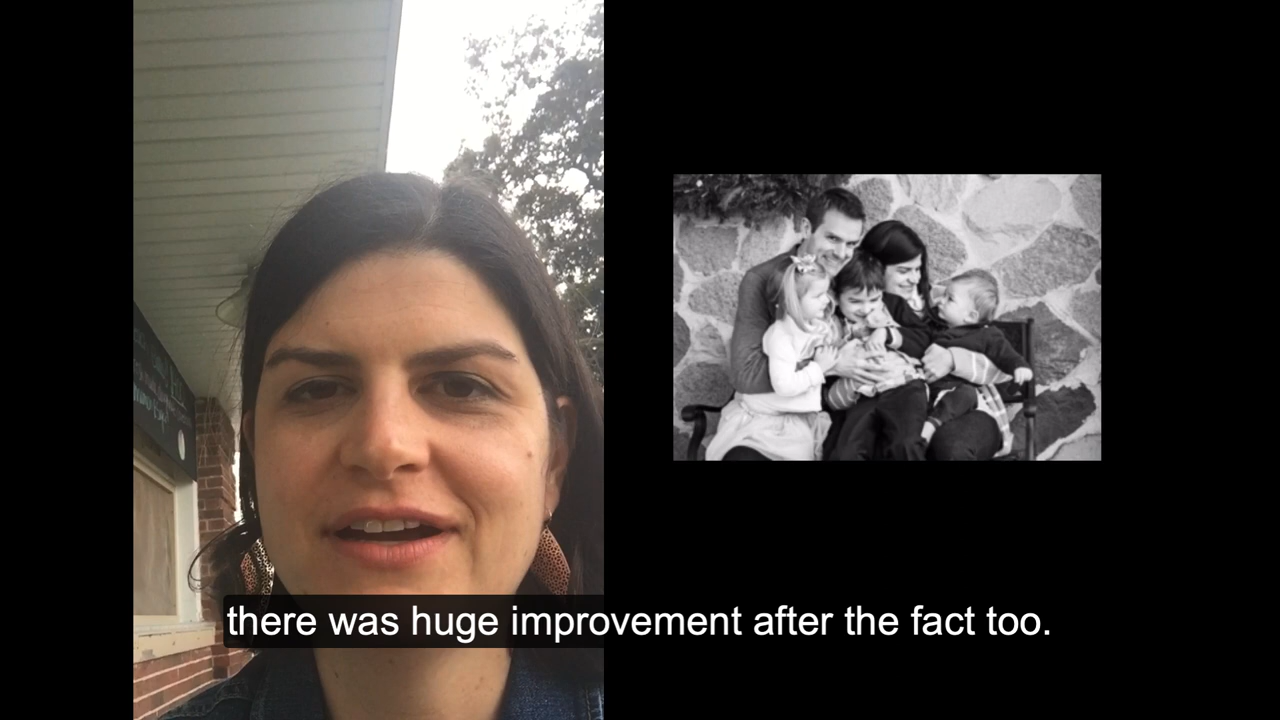 there was huge improvement after the fact too.